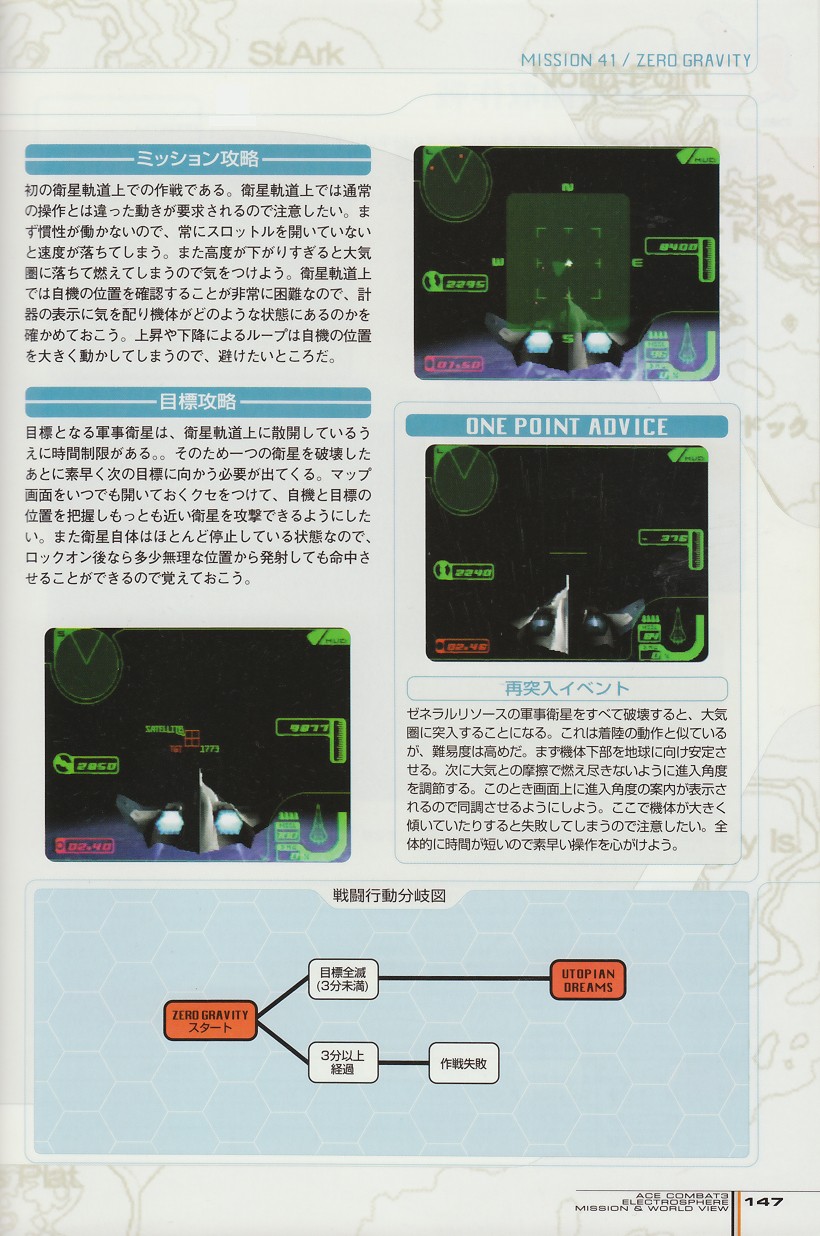 St.Ark
MISSION 41 / ZERO GRAVITY
North Point
ミッション攻略
初の衛星軌道上での作戦である。衛星軌道上では通常
の操作とは違った動きが要求されるので注意したい。ま
ず慣性が働かないので、常にスロットルを開いていない
と速度が落ちてしまう。また高度が下がりすぎると大気
圏に落ちて燃えてしまうので気をつけよう。衛星軌道上
では自機の位置を確認することが非常に困難なので、計
器の表示に気を配り機体がどのような状態にあるのかを
確かめておこう。上昇や下降によるループは自機の位置
を大きく動かしてしまうので、避けたいところだ。
目標攻略
目標となる軍事衛星は、衛星軌道上に散開しているう
えに時間制限がある。。そのため一つの衛星を破壊した
あとに素早く次の目標に向かう必要が出てくる。マップ
画面をいつでも開いておくクセをつけて、自機と目標の
位置を把握しもっとも近い衛星を攻撃できるようにした
い。また衛星自体はほとんど停止している状態なので、
ロックオン後なら多少無理な位置から発射しても命中さ
せることができるので覚えておこう。
S
HUD
SATELLITE
TGT
1773
9877
2850
02.40
100
0%
L
HUD
N
W
E
S
8400
2295
01.50
96
0%
ドック
ONE POINT ADVICE
L
HUD
- 376
2240
02.46
84
0%
再突入イベント
ゼネラルリソースの軍事衛星をすべて破壊すると、大気
圏に突入することになる。これは着陸の動作と似ている
が、難易度は高めだ。まず機体下部を地球に向け安定さ
せる。次に大気との摩擦で燃え尽きないように進入角度
を調節する。このとき画面上に進入角度の案内が表示さ
れるので同調させるようにしよう。ここで機体が大きく
傾いていたりすると失敗してしまうので注意したい。全
体的に時間が短いので素早い操作を心がけよう。
y Is.
戦闘行動分岐図
ZERO GRAVITY
スタート
目標全滅
(3分未満)
UTOPIAN
DREAMS
3分以上
経過
作戦失敗
Plat
ACE COMBAT3
ELECTROSPHERE
MISSION & WORLD VIEW
147